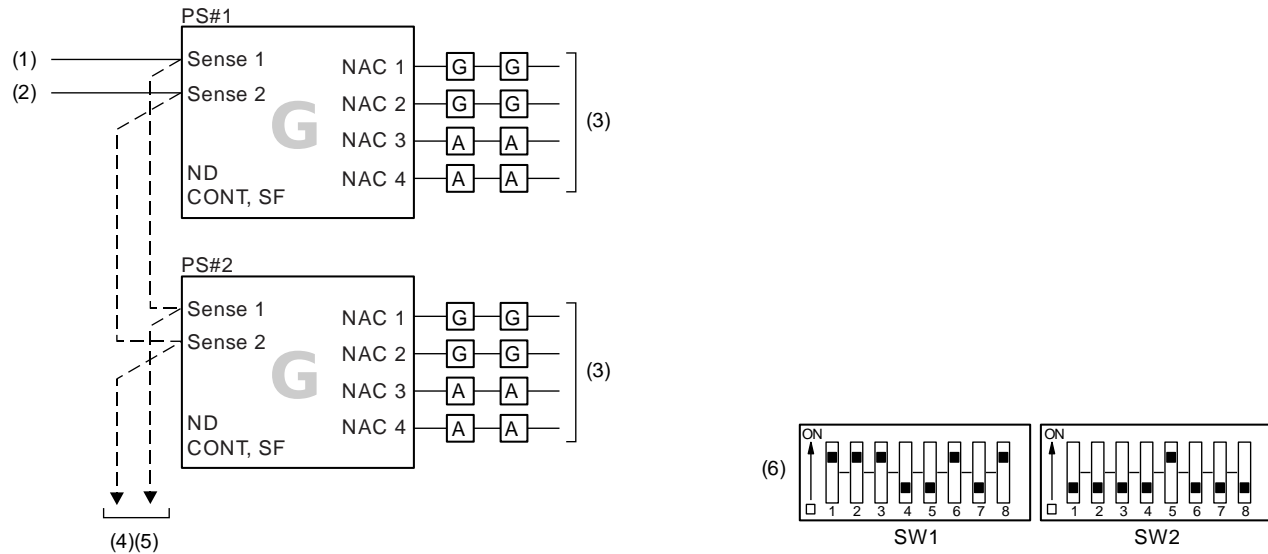 PS#1
(1)
Sense 1
(2)
Sense 2
G
ND
CONT, SF
NAC 1 G G
NAC 2 G G
NAC 3 A A
NAC 4 A A
(3)
PS#2
Sense 1
Sense 2
G
ND
CONT, SF
NAC 1 G G
NAC 2 G G
NAC 3 A A
NAC 4 A A
(3)
(4)(5)
(6)
ON
1 2 3 4 5 6 7 8
SW1
ON
1 2 3 4 5 6 7 8
SW2